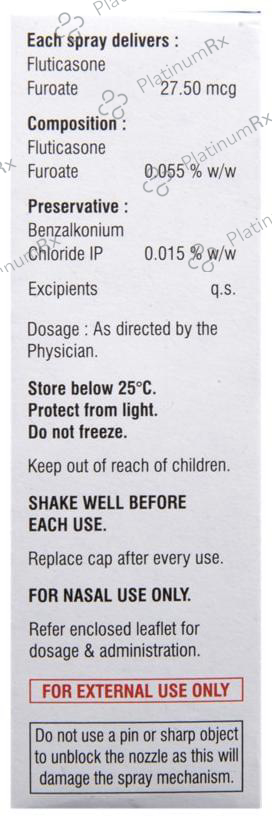 Each spray delivers :
Fluticasone
Furoate 27.50 mcg
Composition :
Fluticasone
Furoate 0.055 % w/w
Preservative :
Benzalkonium
Chloride IP 0.015 % w/w
Excipients q.s.
Dosage : As directed by the
Physician.
Store below 25°C.
Protect from light.
Do not freeze.
Keep out of reach of children.
SHAKE WELL BEFORE
EACH USE.
Replace cap after every use.
FOR NASAL USE ONLY.
Refer enclosed leaflet for
dosage & administration.
FOR EXTERNAL USE ONLY
Do not use a pin or sharp object
to unblock the nozzle as this will
damage the spray mechanism.
PlatinumRx
PlatinumRx
PlatinumRx